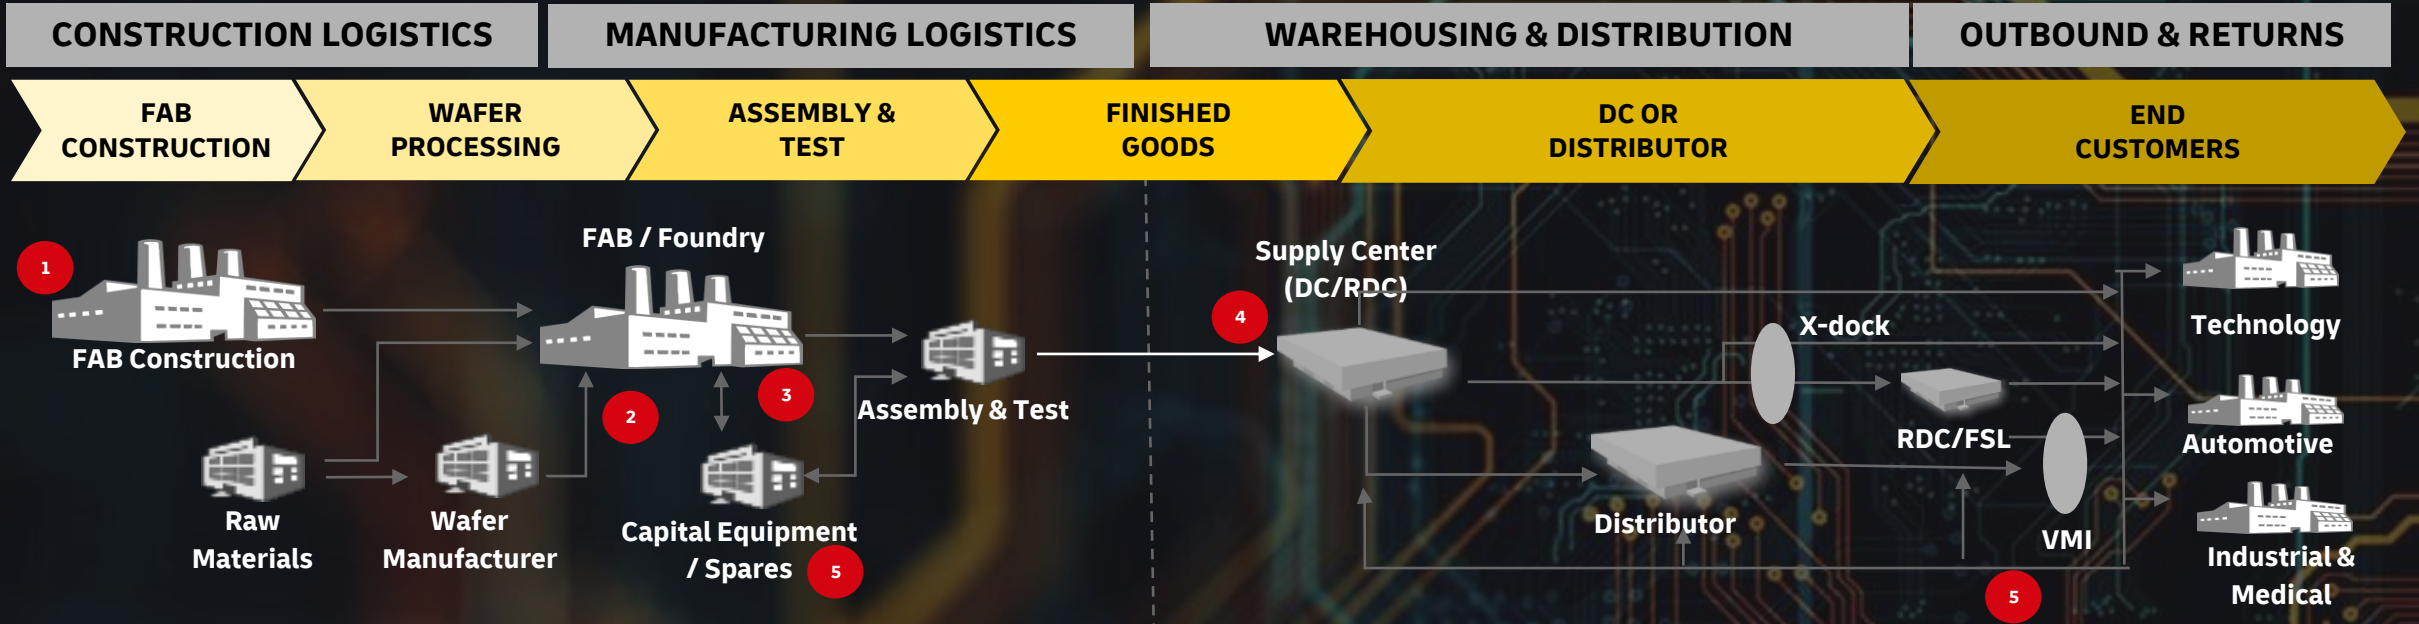 CONSTRUCTION LOGISTICS
MANUFACTURING LOGISTICS
WAREHOUSING & DISTRIBUTION
OUTBOUND & RETURNS
FAB
CONSTRUCTION
WAFER
PROCESSING
ASSEMBLY &
TEST
FINISHED
GOODS
DC OR
DISTRIBUTOR
END
CUSTOMERS
1
FAB Construction
Raw
Materials
Wafer
Manufacturer
FAB / Foundry
2
3
Capital Equipment
/ Spares
5
Assembly & Test
Supply Center
(DC/RDC)
4
X-dock
Distributor
RDC/FSL
VMI
5
Technology
Automotive
Industrial &
Medical